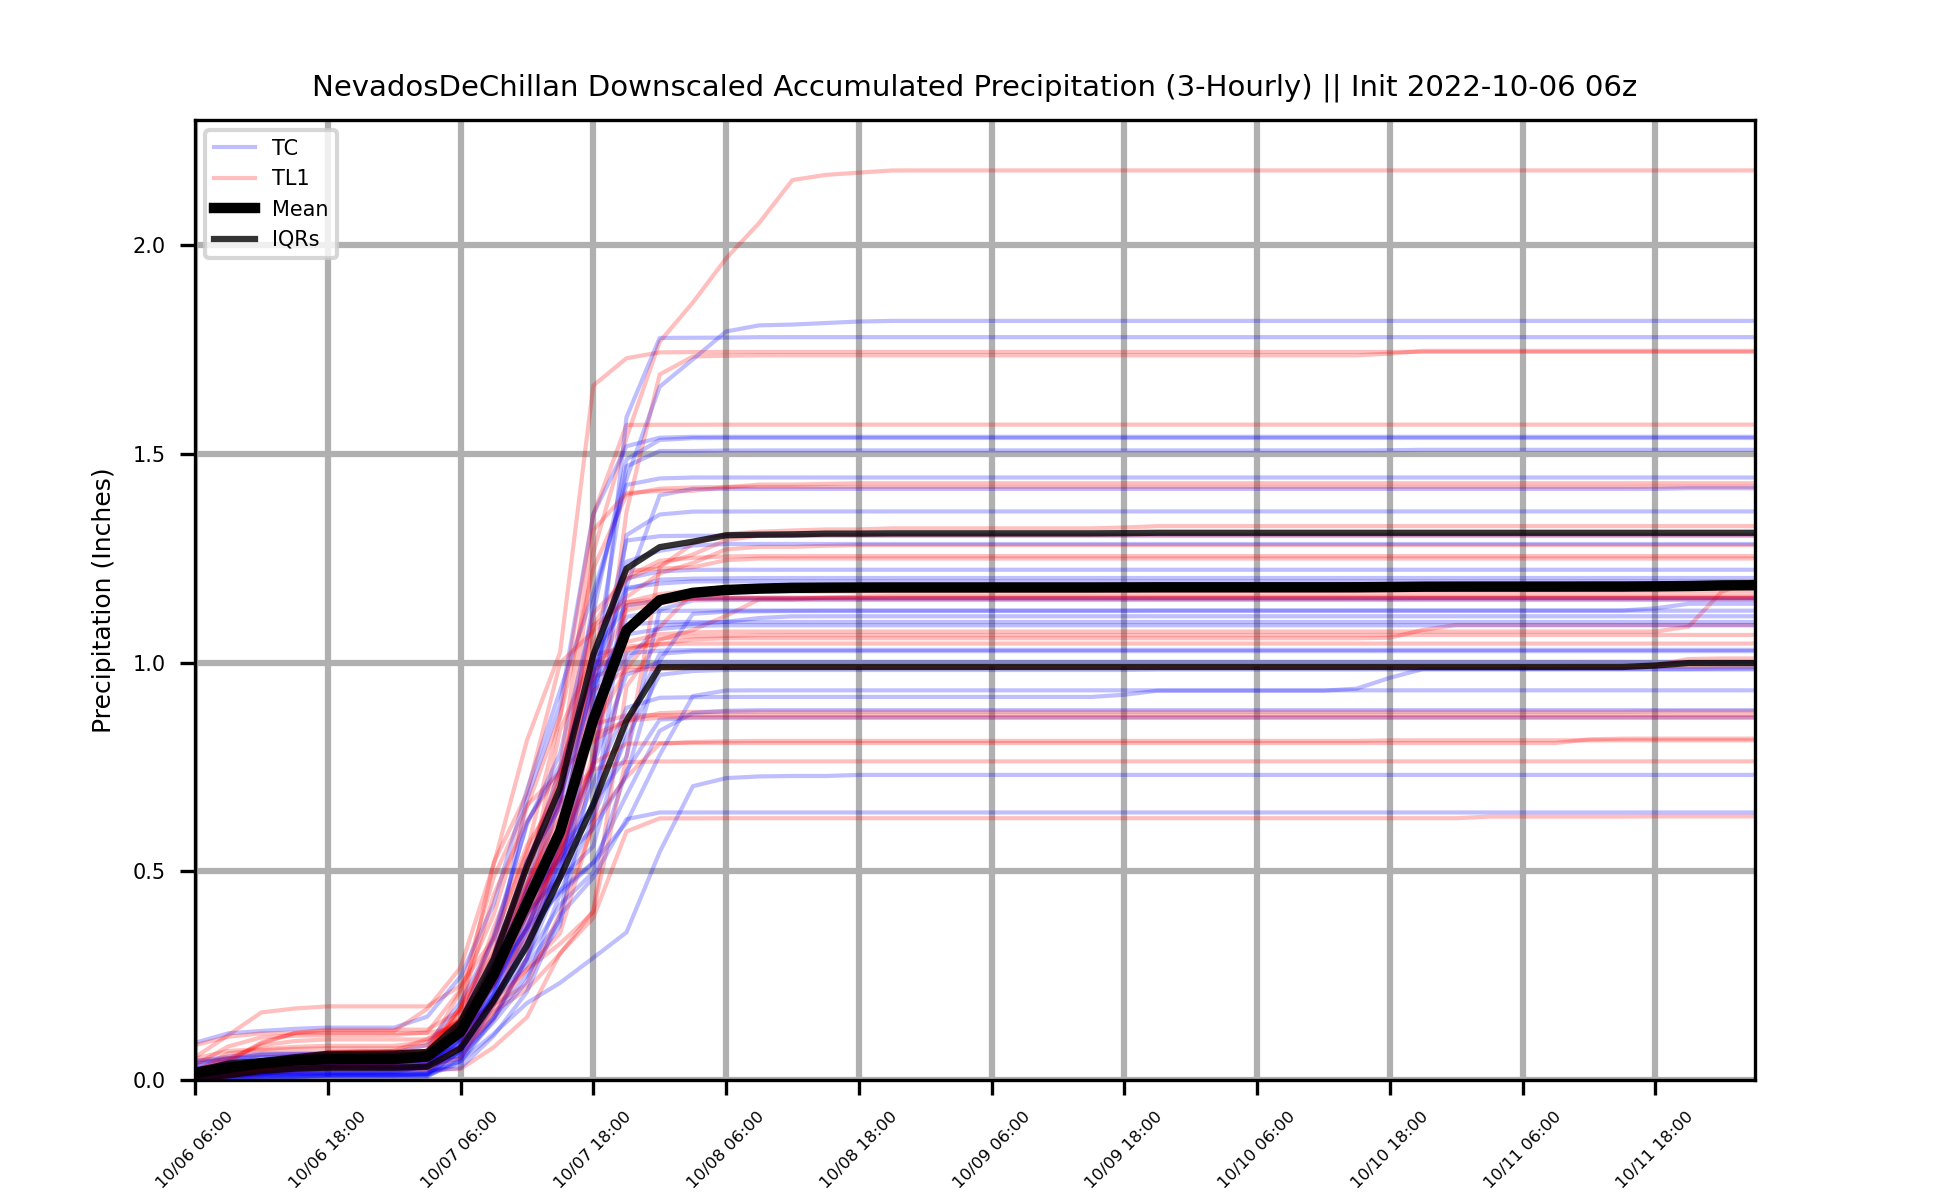 NevadosDeChillan Downscaled Accumulated Precipitation (3-Hourly) || Init 2022-10-06 06z
TC
TL1
Mean
IQRs
Precipitation (Inches)
2.0
1.5
1.0
0.5
0.0
10/06 06:00
10/06 18:00
10/07 06:00
10/07 18:00
10/08 06:00
10/08 18:00
10/09 06:00
10/09 18:00
10/10 06:00
10/10 18:00
10/11 06:00
10/11 18:00